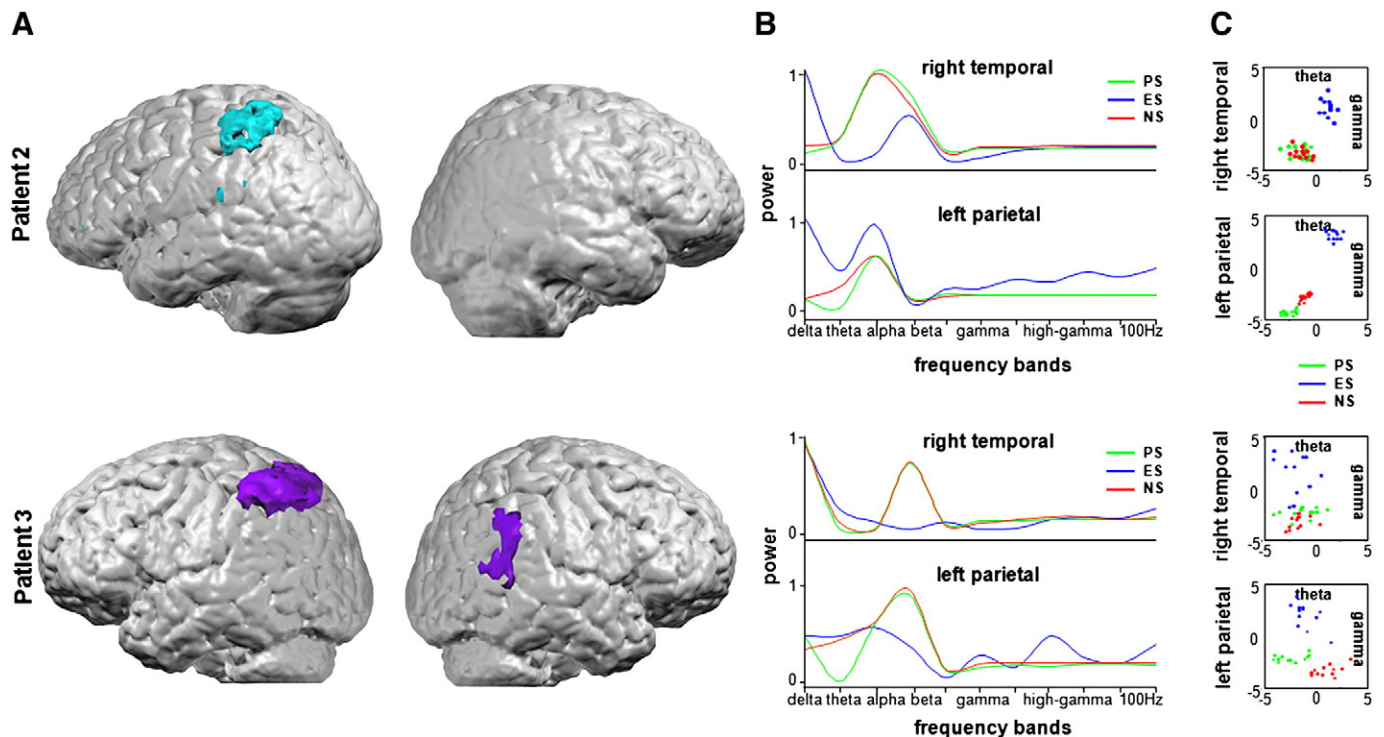 A
B
C
Patient 2
right temporal
PS
ES
NS
1
0
left parietal
1
0
power
delta theta alpha beta gamma high-gamma 100Hz
frequency bands
right temporal
5
0
-5
theta
gamma
-5 0 5
left parietal
5
0
-5
theta
gamma
-5 0 5
PS
ES
NS
Patient 3
right temporal
PS
ES
NS
1
0
left parietal
1
0
power
delta theta alpha beta gamma high-gamma 100Hz
frequency bands
right temporal
5
0
-5
theta
gamma
left parietal
5
0
-5
theta
gamma
-5 0 5